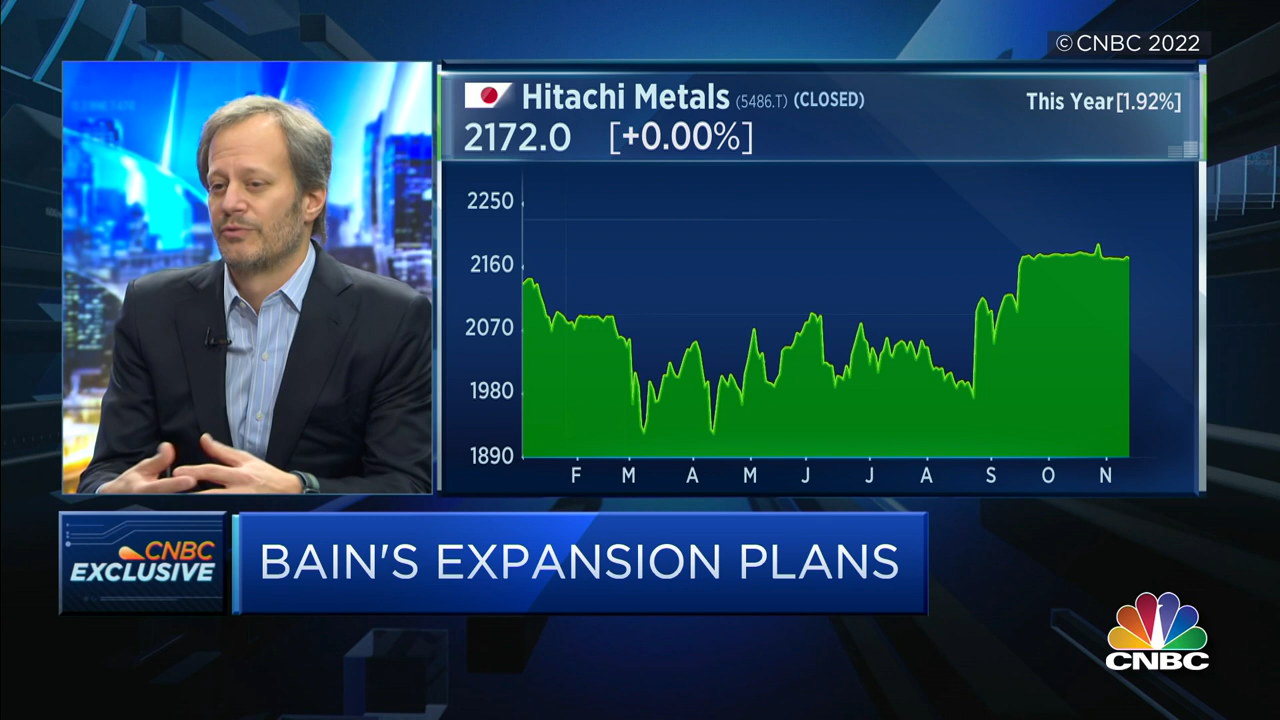 © CNBC 2022
Hitachi Metals (5486.T) (CLOSED)
This Year[1.92%]
2172.0 [+0.00%]
2250
2160
2070
1980
1890
F M A M J J A S O N
CNBC
EXCLUSIVE
BAIN'S EXPANSION PLANS
CNBC